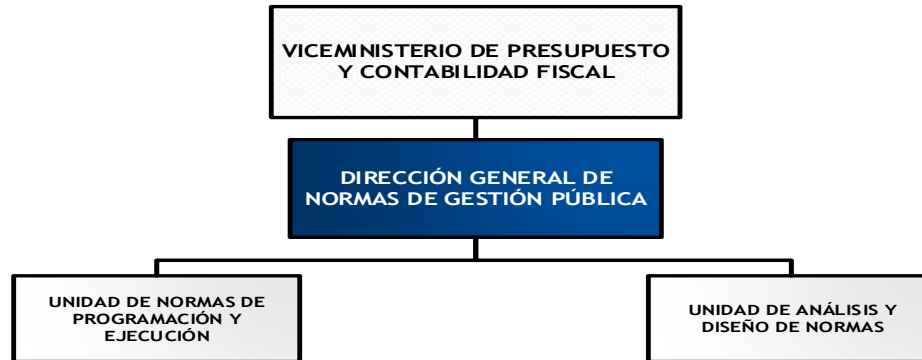 VICEMINISTERIO DE PRESUPUESTO
Y CONTABILIDAD FISCAL
DIRECCIÓN GENERAL DE
NORMAS DE GESTIÓN PÚBLICA
UNIDAD DE NORMAS DE
PROGRAMACIÓN Y
EJECUCIÓN
UNIDAD DE ANÁLISIS Y
DISEÑO DE NORMAS